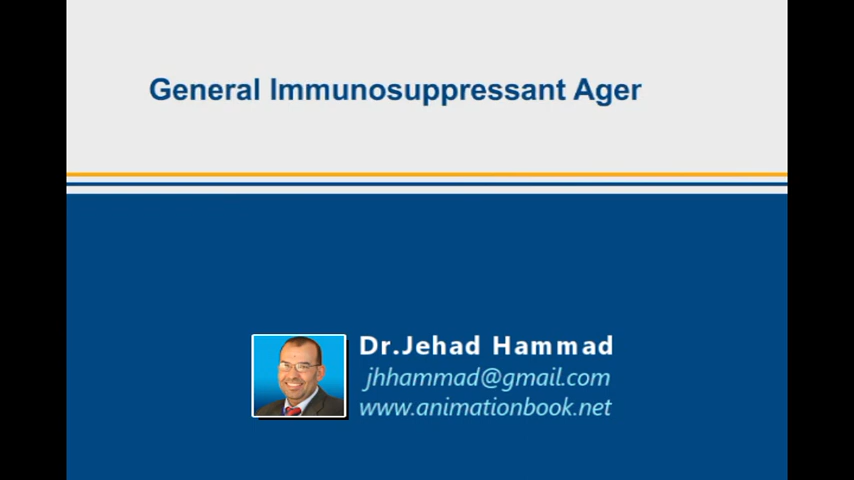 General Immunosuppressant Ager
Dr.Jehad Hammad
jhhammad@gmail.com
www.animationbook.net